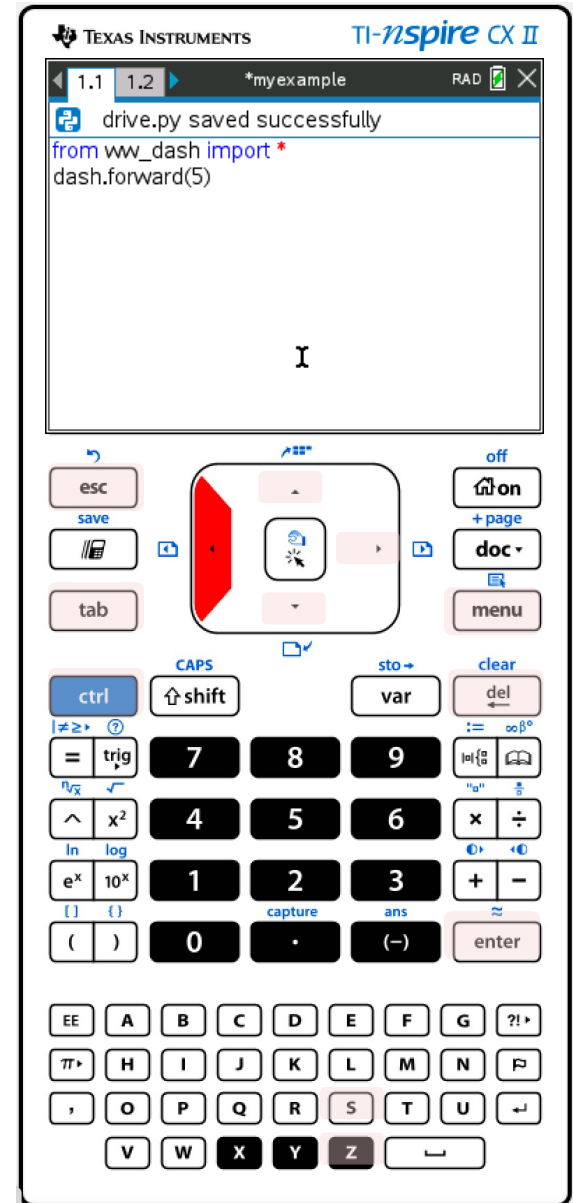 TEXAS INSTRUMENTS TI-nspire CX II
1.1 1.2 *myexample RAD
drive.py saved successfully
from ww_dash import *
dash.forward(5)
off
esc on
save +page
doc
tab menu
CAPS sto→ clear
ctrl shift var del
|≠≥▸ ? := ∞β°
= trig 7 8 9
ⁿ√x √ "▫"
^ x² 4 5 6 × ÷
ln log
eˣ 10ˣ 1 2 3 + −
[ ] { } capture ans ≈
( ) 0 . (−) enter
EE A B C D E F G ?!▸
π▸ H I J K L M N
, O P Q R S T U ↵
V W X Y Z